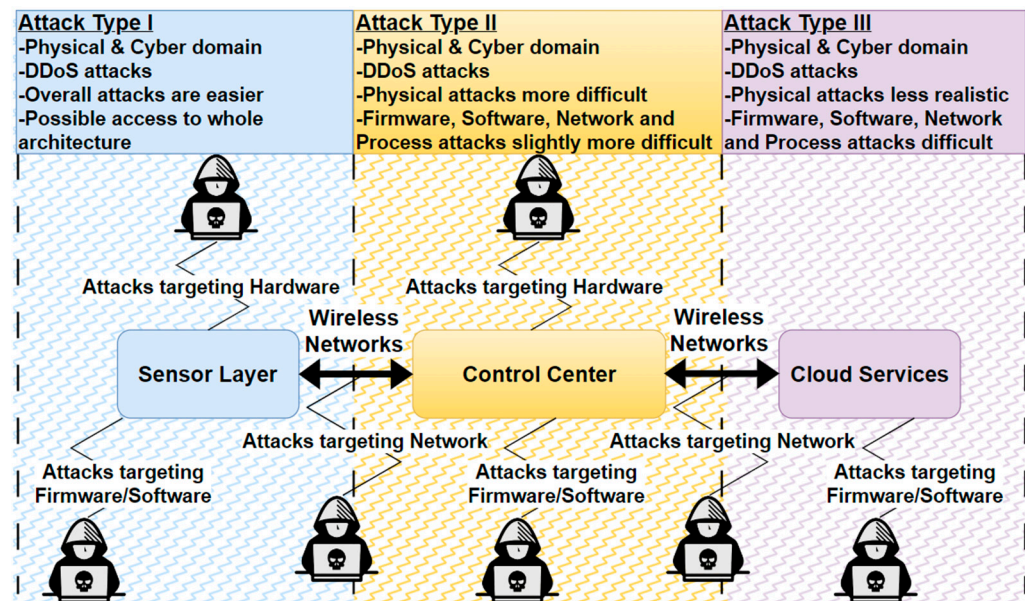 Attack Type I
-Physical & Cyber domain
-DDoS attacks
-Overall attacks are easier
-Possible access to whole
architecture
Attack Type II
-Physical & Cyber domain
-DDoS attacks
-Physical attacks more difficult
-Firmware, Software, Network and
Process attacks slightly more difficult
Attack Type III
-Physical & Cyber domain
-DDoS attacks
-Physical attacks less realistic
-Firmware, Software, Network
and Process attacks difficult
Attacks targeting Hardware
Attacks targeting Hardware
Wireless
Networks
Wireless
Networks
Sensor Layer
Control Center
Cloud Services
Attacks targeting Network
Attacks targeting Network
Attacks targeting
Firmware/Software
Attacks targeting
Firmware/Software
Attacks targeting
Firmware/Software